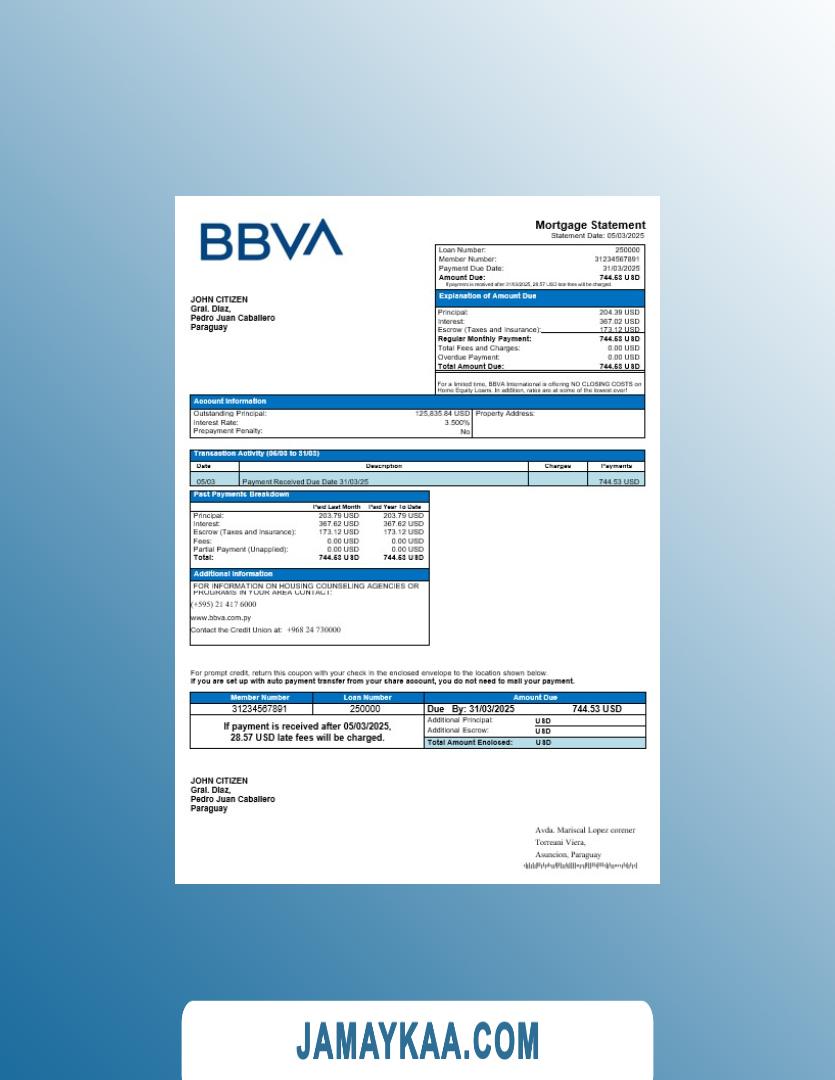 BBVA
Mortgage Statement
Statement Date: 05/03/2025
Loan Number: 250000
Member Number: 31234567891
Payment Due Date: 31/03/2025
Amount Due: 744.53 USD
If payment is received after 31/03/2025, 28.57 USD late fees will be charged.
JOHN CITIZEN
Gral. Diaz,
Pedro Juan Caballero
Paraguay
Explanation of Amount Due
Principal: 204.39 USD
Interest: 367.02 USD
Escrow (Taxes and Insurance): 173.12 USD
Regular Monthly Payment: 744.53 USD
Total Fees and Charges: 0.00 USD
Overdue Payment: 0.00 USD
Total Amount Due: 744.53 USD
For a limited time, BBVA International is offering NO CLOSING COSTS on
Home Equity Loans. In addition, rates are at some of the lowest ever!
Account Information
Outstanding Principal: 125,835.84 USD
Interest Rate: 3.500%
Prepayment Penalty: No
Property Address:
Transaction Activity (05/03 to 31/03)
Date Description Charges Payments
05/03 Payment Received Due Date 31/03/25 744.53 USD
Past Payments Breakdown
Paid Last Month Paid Year To Date
Principal: 203.79 USD 203.79 USD
Interest: 367.62 USD 367.62 USD
Escrow (Taxes and Insurance): 173.12 USD 173.12 USD
Fees: 0.00 USD 0.00 USD
Partial Payment (Unapplied): 0.00 USD 0.00 USD
Total: 744.53 USD 744.53 USD
Additional Information
FOR INFORMATION ON HOUSING COUNSELING AGENCIES OR
PROGRAMS IN YOUR AREA CONTACT:
(+595) 21 417 6000
www.bbva.com.py
Contact the Credit Union at: +968 24 730000
For prompt credit, return this coupon with your check in the enclosed envelope to the location shown below.
If you are set up with auto payment transfer from your share account, you do not need to mail your payment.
Member Number Loan Number Amount Due
31234567891 250000 Due By: 31/03/2025 744.53 USD
If payment is received after 05/03/2025,
28.57 USD late fees will be charged.
Additional Principal: USD
Additional Escrow: USD
Total Amount Enclosed: USD
JOHN CITIZEN
Gral. Diaz,
Pedro Juan Caballero
Paraguay
Avda. Mariscal Lopez corener
Torreani Viera,
Asuncion, Paraguay
JAMAYKAA.COM